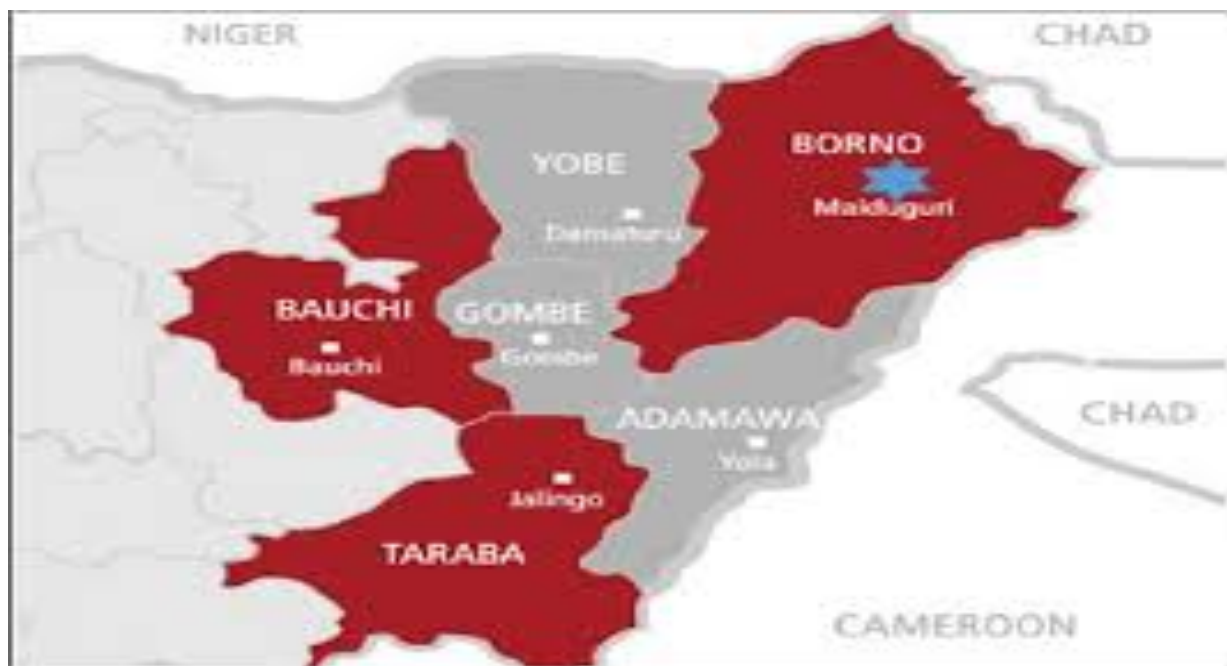 NIGER
CHAD
BORNO
YOBE
Maiduguri
Damaturu
BAUCHI
GOMBE
Gombe
Bauchi
CHAD
ADAMAWA
Yola
Jalingo
TARABA
CAMEROON